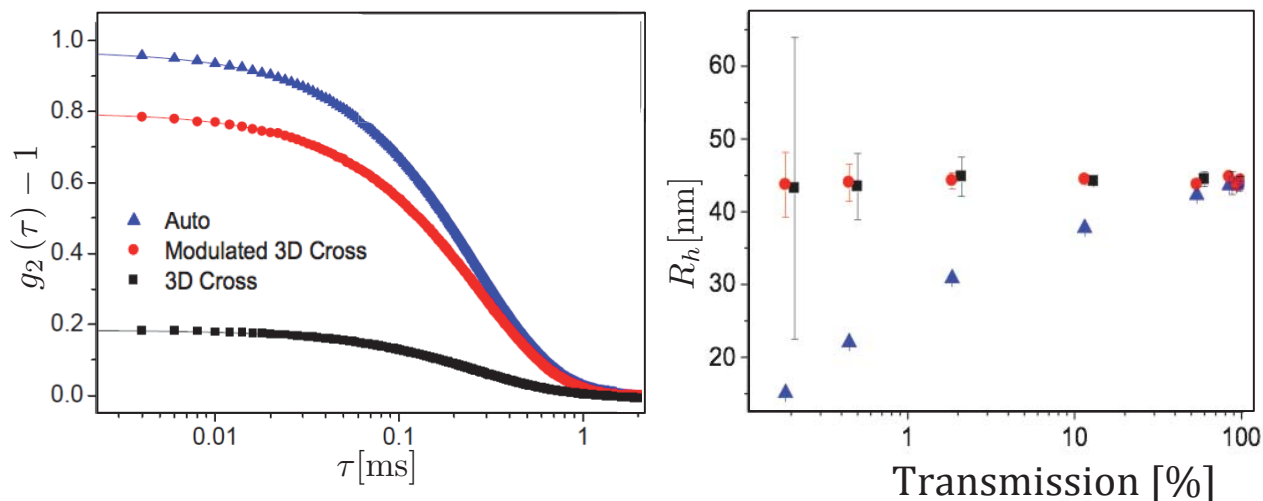 1.0
0.8
0.6
0.4
0.2
0.0
g₂(τ) − 1
Auto
Modulated 3D Cross
3D Cross
0.01
0.1
1
τ[ms]
60
50
40
30
20
R_h[nm]
1
10
100
Transmission [%]